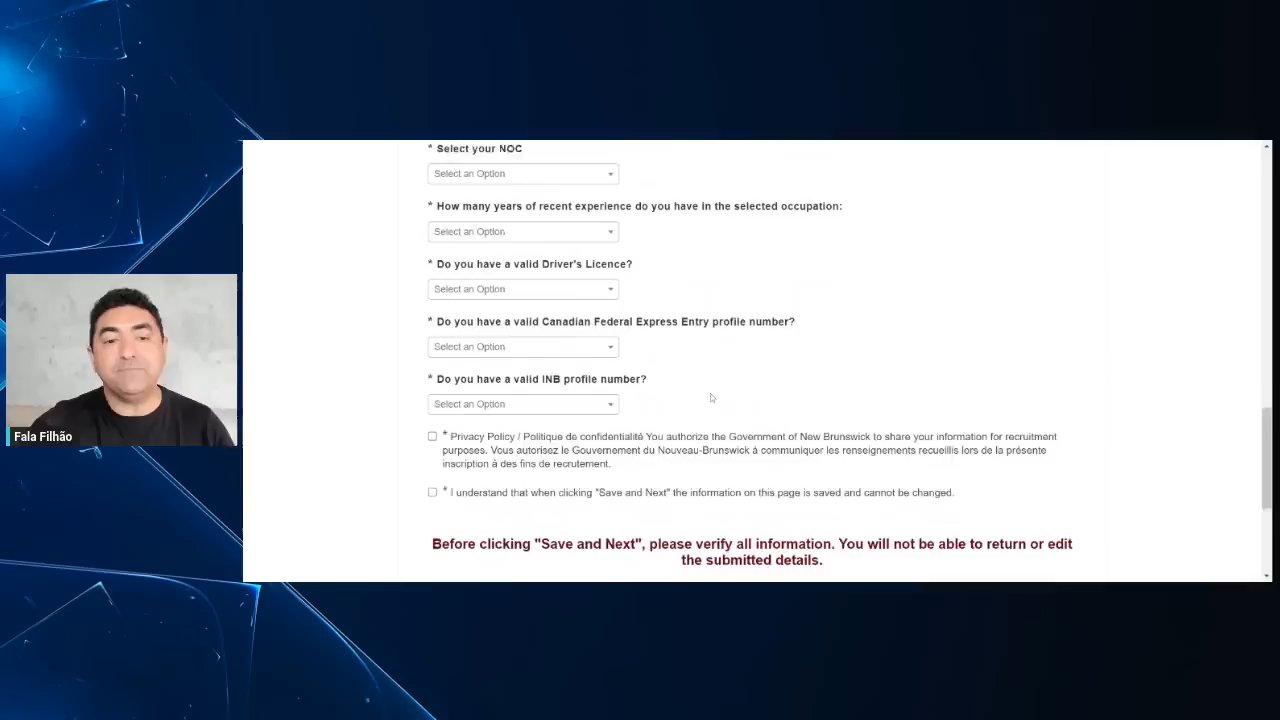 * Select your NOC
Select an Option
* How many years of recent experience do you have in the selected occupation:
Select an Option
* Do you have a valid Driver's Licence?
Select an Option
* Do you have a valid Canadian Federal Express Entry profile number?
Select an Option
* Do you have a valid INB profile number?
Select an Option
* Privacy Policy / Politique de confidentialité You authorize the Government of New Brunswick to share your information for recruitment
purposes. Vous autorisez le Gouvernement du Nouveau-Brunswick à communiquer les renseignements recueillis lors de la présente
inscription à des fins de recrutement.
* I understand that when clicking "Save and Next" the information on this page is saved and cannot be changed.
Before clicking "Save and Next", please verify all information. You will not be able to return or edit
the submitted details.
Fala Filhão